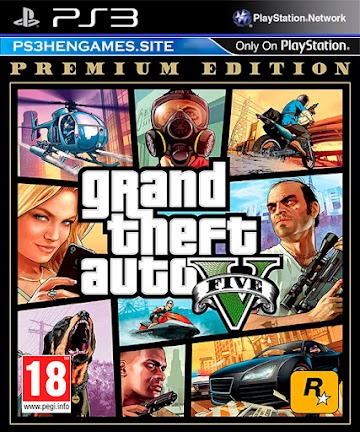 PS3
PlayStation Network
PS3HENGAMES.SITE
Only On PlayStation.
PREMIUM EDITION
grand
theft
auto
V
FIVE
18
www.pegi.info
R